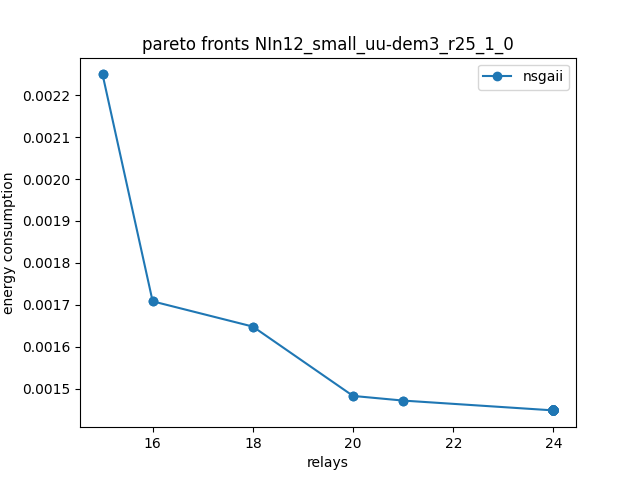 pareto fronts NIn12_small_uu-dem3_r25_1_0
nsgaii
energy consumption
0.0022
0.0021
0.0020
0.0019
0.0018
0.0017
0.0016
0.0015
16 18 20 22 24
relays